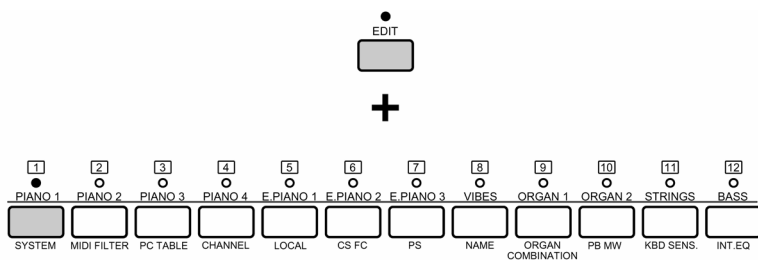 EDIT
+
1 2 3 4 5 6 7 8 9 10 11 12
PIANO 1 PIANO 2 PIANO 3 PIANO 4 E.PIANO 1 E.PIANO 2 E.PIANO 3 VIBES ORGAN 1 ORGAN 2 STRINGS BASS
SYSTEM MIDI FILTER PC TABLE CHANNEL LOCAL CS FC PS NAME ORGAN PB MW KBD SENS. INT.EQ
COMBINATION